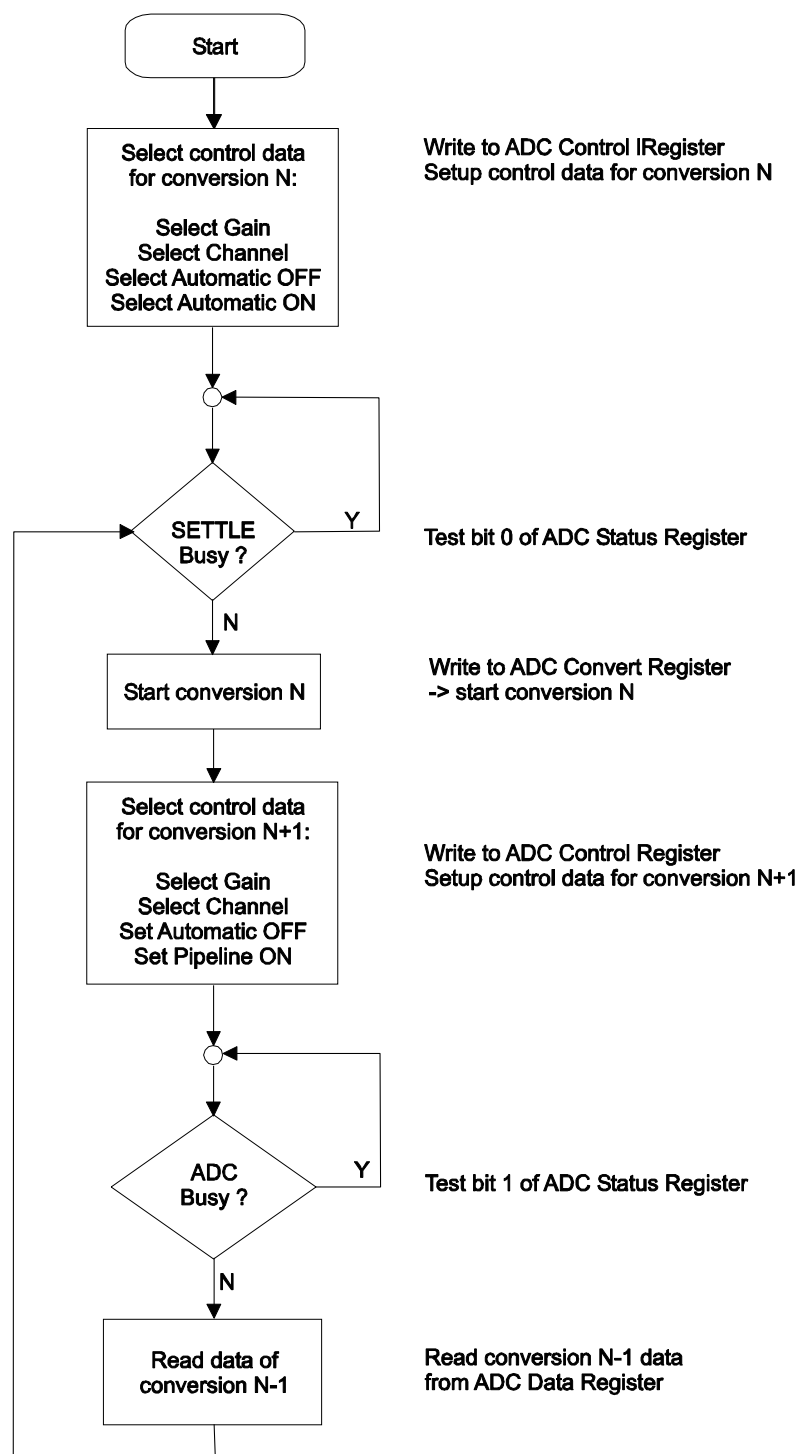 Start
Select control data
for conversion N:
Select Gain
Select Channel
Select Automatic OFF
Select Automatic ON
Write to ADC Control IRegister
Setup control data for conversion N
SETTLE
Busy ?
Y
N
Test bit 0 of ADC Status Register
Start conversion N
Write to ADC Convert Register
-> start conversion N
Select control data
for conversion N+1:
Select Gain
Select Channel
Set Automatic OFF
Set Pipeline ON
Write to ADC Control Register
Setup control data for conversion N+1
ADC
Busy ?
Y
N
Test bit 1 of ADC Status Register
Read data of
conversion N-1
Read conversion N-1 data
from ADC Data Register